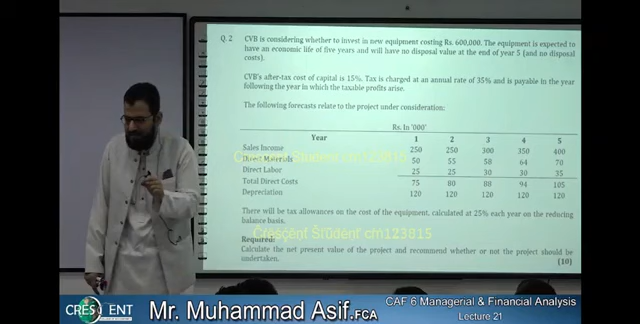 Q. 2 CVB is considering whether to invest in new equipment costing Rs. 600,000. The equipment is expected to
have an economic life of five years and will have no disposal value at the end of year 5 (and no disposal
costs).
CVB's after-tax cost of capital is 15%. Tax is charged at an annual rate of 35% and is payable in the year
following the year in which the taxable profits arise.
The following forecasts relate to the project under consideration:
Rs. In '000'
Year 1 2 3 4 5
Sales Income 250 250 300 350 400
Direct Materials 50 55 58 64 70
Direct Labor 25 25 30 30 35
Total Direct Costs 75 80 88 94 105
Depreciation 120 120 120 120 120
Crescent Student cm123815
There will be tax allowances on the cost of the equipment, calculated at 25% each year on the reducing
balance basis.
Crescent Student cm123815
Required:
Calculate the net present value of the project and recommend whether or not the project should be
undertaken. (10)
CRESCENT
Mr. Muhammad Asif.FCA
CAF 6 Managerial & Financial Analysis
Lecture 21